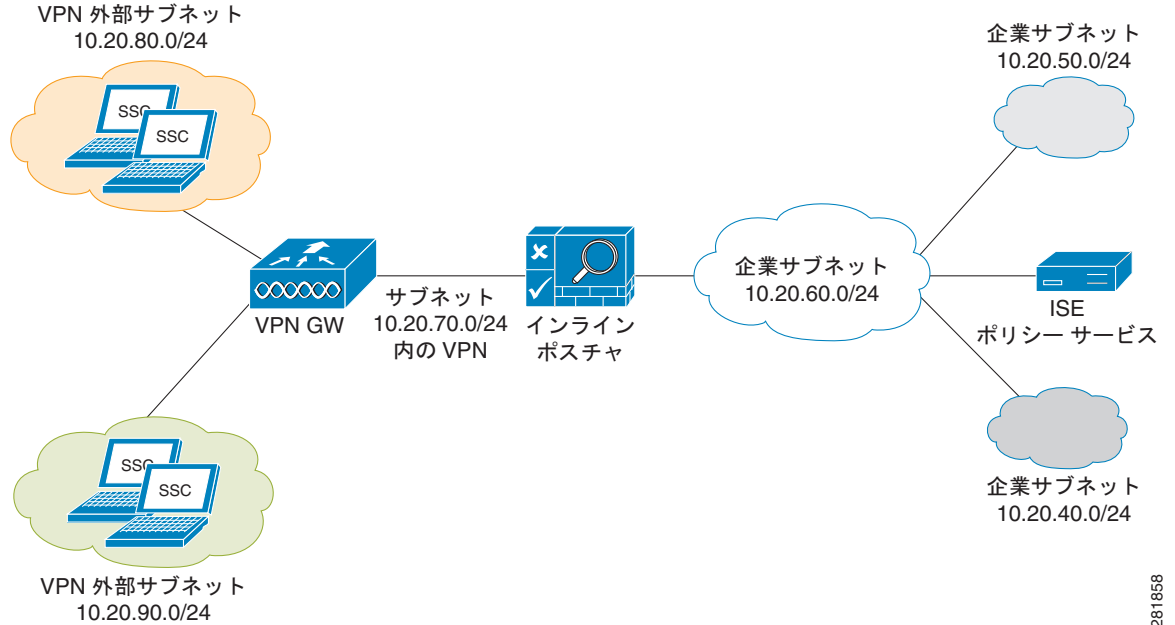 VPN 外部サブネット
10.20.80.0/24
SSC
SSC
企業サブネット
10.20.50.0/24
VPN GW
サブネット
10.20.70.0/24
内の VPN
インライン
ポスチャ
企業サブネット
10.20.60.0/24
ISE
ポリシー サービス
SSC
SSC
VPN 外部サブネット
10.20.90.0/24
企業サブネット
10.20.40.0/24
281858